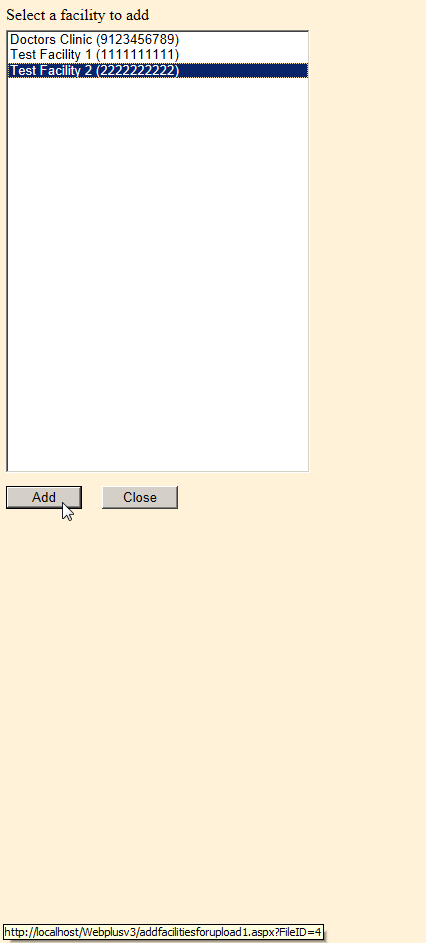 Select a facility to add
Doctors Clinic (9123456789)
Test Facility 1 (1111111111)
Test Facility 2 (2222222222)
Add Close
http://localhost/Webplusv3/addfacilitiesforupload1.aspx?FileID=4